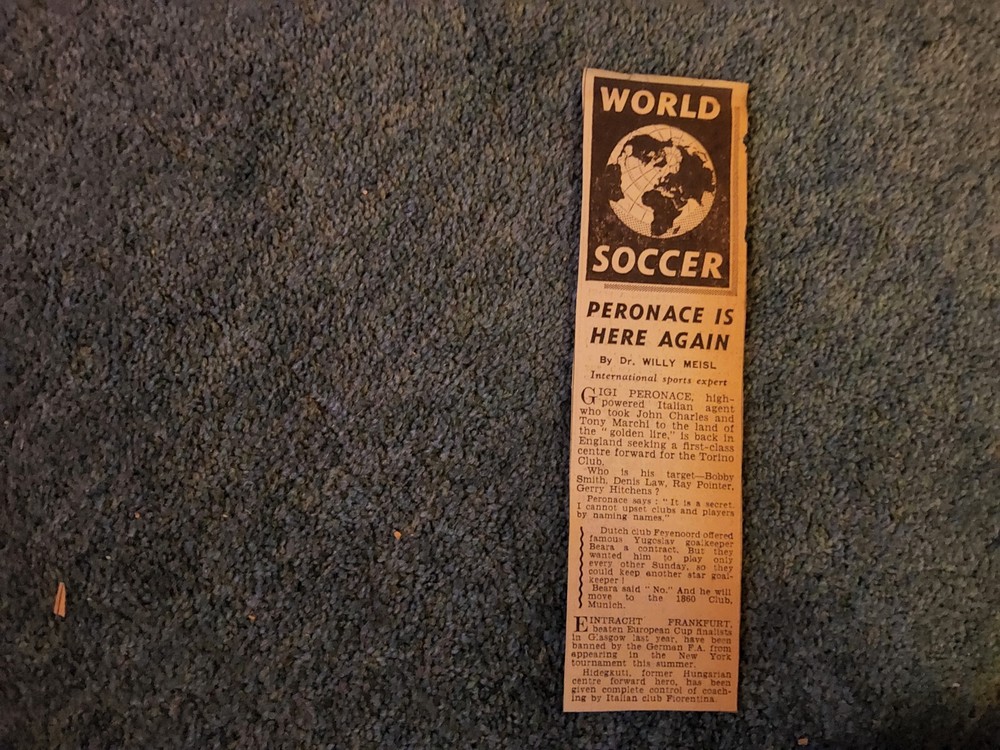 WORLD
SOCCER
PERONACE IS
HERE AGAIN
By Dr. WILLY MEISL
International sports expert
GIGI PERONACE, high-
powered Italian agent
who took John Charles and
Tony Marchi to the land of
the "golden lire," is back in
England seeking a first-class
centre forward for the Torino
Club.
Who is his target—Bobby
Smith, Denis Law, Ray Pointer,
Gerry Hitchens?
Peronace says: "It is a secret.
I cannot upset clubs and players
by naming names."
Dutch club Feyenoord offered
famous Yugoslav goalkeeper
Beara a contract. But they
wanted him to play only
every other Sunday, so they
could keep another star goal-
keeper!
Beara said "No." And he will
move to the 1860 Club,
Munich.
EINTRACHT FRANKFURT,
beaten European Cup finalists
in Glasgow last year, have been
banned by the German F.A. from
appearing in the New York
tournament this summer.
Hidegkuti, former Hungarian
centre forward hero, has been
given complete control of coach-
ing by Italian club Fiorentina.